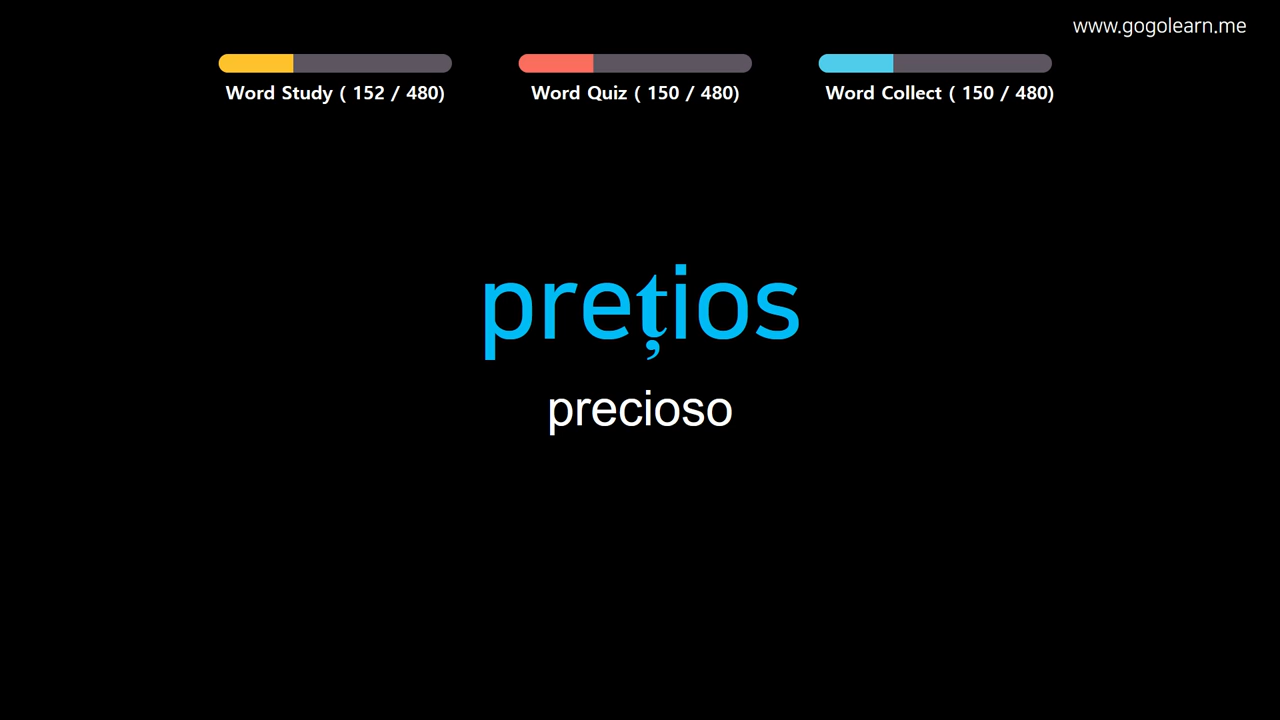 www.gogolearn.me
Word Study ( 152 / 480)
Word Quiz ( 150 / 480)
Word Collect ( 150 / 480)
prețios
precioso